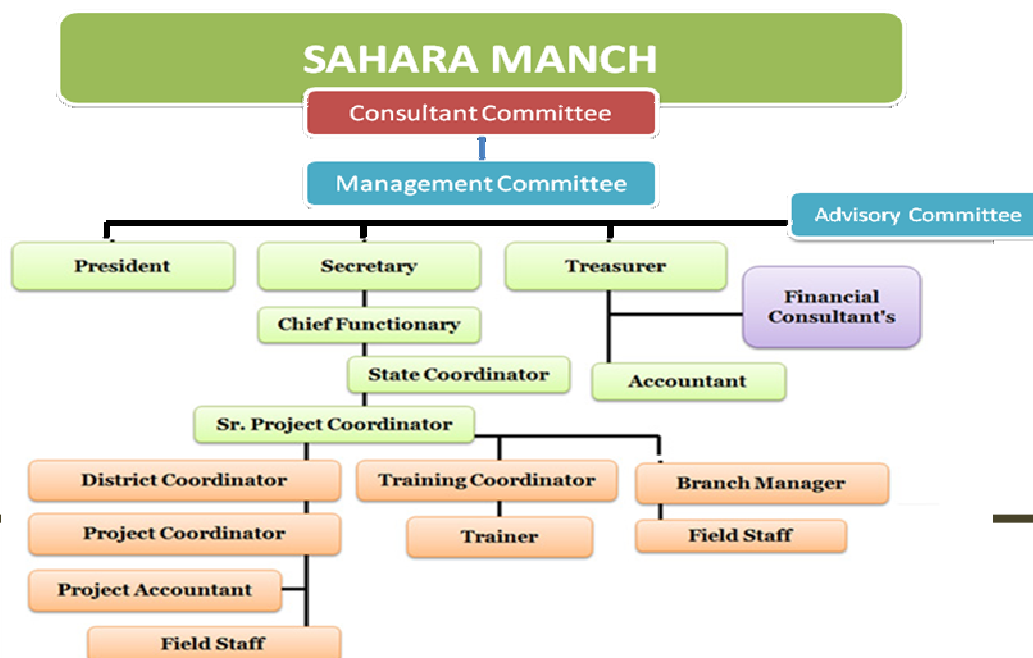 SAHARA MANCH
Consultant Committee
Management Committee
Advisory Committee
President
Secretary
Treasurer
Financial
Consultant's
Chief Functionary
State Coordinator
Accountant
Sr. Project Coordinator
District Coordinator
Training Coordinator
Branch Manager
Project Coordinator
Trainer
Field Staff
Project Accountant
Field Staff